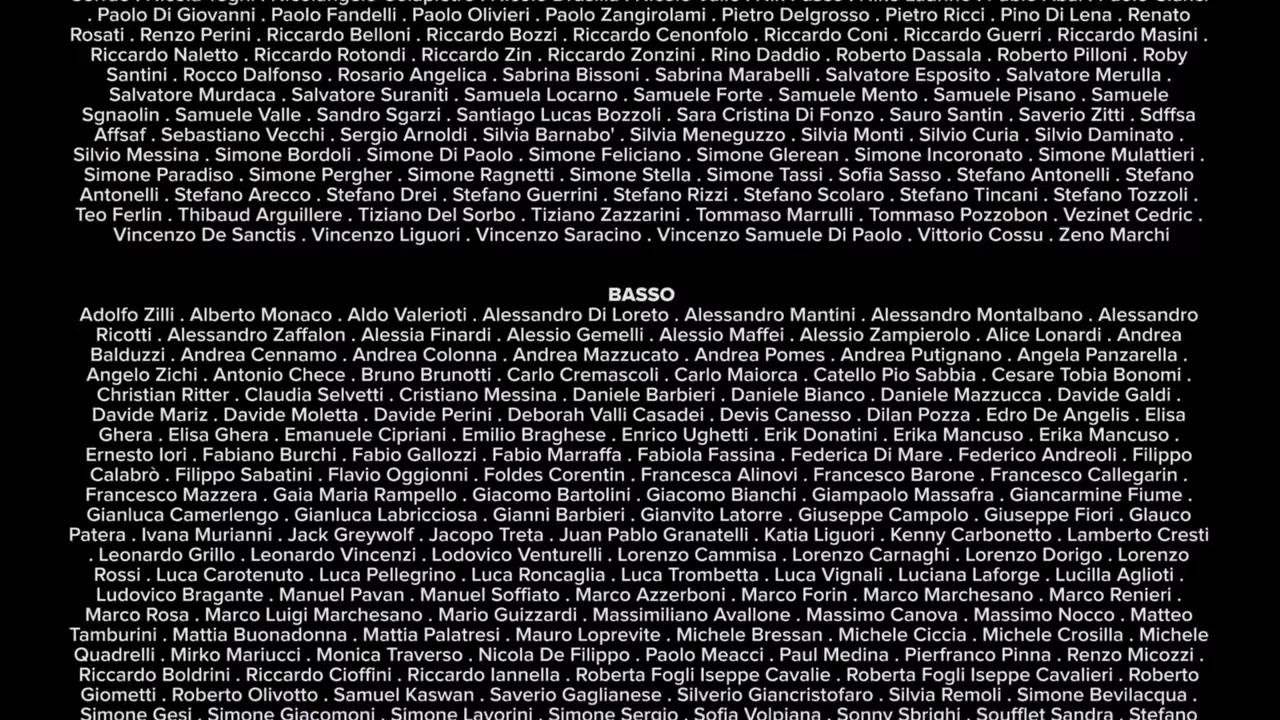 . Paolo Di Giovanni . Paolo Fandelli . Paolo Olivieri . Paolo Zangirolami . Pietro Delgrosso . Pietro Ricci . Pino Di Lena . Renato
Rosati . Renzo Perini . Riccardo Belloni . Riccardo Bozzi . Riccardo Cenonfolo . Riccardo Coni . Riccardo Guerri . Riccardo Masini .
Riccardo Naletto . Riccardo Rotondi . Riccardo Zin . Riccardo Zonzini . Rino Daddio . Roberto Dassala . Roberto Pilloni . Roby
Santini . Rocco Dalfonso . Rosario Angelica . Sabrina Bissoni . Sabrina Marabelli . Salvatore Esposito . Salvatore Merulla .
Salvatore Murdaca . Salvatore Suraniti . Samuela Locarno . Samuele Forte . Samuele Mento . Samuele Pisano . Samuele
Sgnaolin . Samuele Valle . Sandro Sgarzi . Santiago Lucas Bozzoli . Sara Cristina Di Fonzo . Sauro Santin . Saverio Zitti . Sdffsa
Affsaf . Sebastiano Vecchi . Sergio Arnoldi . Silvia Barnabo' . Silvia Meneguzzo . Silvia Monti . Silvio Curia . Silvio Daminato .
Silvio Messina . Simone Bordoli . Simone Di Paolo . Simone Feliciano . Simone Glerean . Simone Incoronato . Simone Mulattieri .
Simone Paradiso . Simone Pergher . Simone Ragnetti . Simone Stella . Simone Tassi . Sofia Sasso . Stefano Antonelli . Stefano
Antonelli . Stefano Arecco . Stefano Drei . Stefano Guerrini . Stefano Rizzi . Stefano Scolaro . Stefano Tincani . Stefano Tozzoli .
Teo Ferlin . Thibaud Arguillere . Tiziano Del Sorbo . Tiziano Zazzarini . Tommaso Marrulli . Tommaso Pozzobon . Vezinet Cedric .
Vincenzo De Sanctis . Vincenzo Liguori . Vincenzo Saracino . Vincenzo Samuele Di Paolo . Vittorio Cossu . Zeno Marchi
BASSO
Adolfo Zilli . Alberto Monaco . Aldo Valerioti . Alessandro Di Loreto . Alessandro Mantini . Alessandro Montalbano . Alessandro
Ricotti . Alessandro Zaffalon . Alessia Finardi . Alessio Gemelli . Alessio Maffei . Alessio Zampierolo . Alice Lonardi . Andrea
Balduzzi . Andrea Cennamo . Andrea Colonna . Andrea Mazzucato . Andrea Pomes . Andrea Putignano . Angela Panzarella .
Angelo Zichi . Antonio Chece . Bruno Brunotti . Carlo Cremascoli . Carlo Maiorca . Catello Pio Sabbia . Cesare Tobia Bonomi .
Christian Ritter . Claudia Selvetti . Cristiano Messina . Daniele Barbieri . Daniele Bianco . Daniele Mazzucca . Davide Galdi .
Davide Mariz . Davide Moletta . Davide Perini . Deborah Valli Casadei . Devis Canesso . Dilan Pozza . Edro De Angelis . Elisa
Ghera . Elisa Ghera . Emanuele Cipriani . Emilio Braghese . Enrico Ughetti . Erik Donatini . Erika Mancuso . Erika Mancuso .
Ernesto Iori . Fabiano Burchi . Fabio Gallozzi . Fabio Marraffa . Fabiola Fassina . Federica Di Mare . Federico Andreoli . Filippo
Calabrò . Filippo Sabatini . Flavio Oggionni . Foldes Corentin . Francesca Alinovi . Francesco Barone . Francesco Callegarin .
Francesco Mazzera . Gaia Maria Rampello . Giacomo Bartolini . Giacomo Bianchi . Giampaolo Massafra . Giancarmine Fiume .
Gianluca Camerlengo . Gianluca Labricciosa . Gianni Barbieri . Gianvito Latorre . Giuseppe Campolo . Giuseppe Fiori . Glauco
Patera . Ivana Murianni . Jack Greywolf . Jacopo Treta . Juan Pablo Granatelli . Katia Liguori . Kenny Carbonetto . Lamberto Cresti
. Leonardo Grillo . Leonardo Vincenzi . Lodovico Venturelli . Lorenzo Cammisa . Lorenzo Carnaghi . Lorenzo Dorigo . Lorenzo
Rossi . Luca Carotenuto . Luca Pellegrino . Luca Roncaglia . Luca Trombetta . Luca Vignali . Luciana Laforge . Lucilla Aglioti .
Ludovico Bragante . Manuel Pavan . Manuel Soffiato . Marco Azzerboni . Marco Forin . Marco Marchesano . Marco Renieri .
Marco Rosa . Marco Luigi Marchesano . Mario Guizzardi . Massimiliano Avallone . Massimo Canova . Massimo Nocco . Matteo
Tamburini . Mattia Buonadonna . Mattia Palatresi . Mauro Loprevite . Michele Bressan . Michele Ciccia . Michele Crosilla . Michele
Quadrelli . Mirko Mariucci . Monica Traverso . Nicola De Filippo . Paolo Meacci . Paul Medina . Pierfranco Pinna . Renzo Micozzi .
Riccardo Boldrini . Riccardo Cioffini . Riccardo Iannella . Roberta Fogli Iseppe Cavalie . Roberta Fogli Iseppe Cavalieri . Roberto
Giometti . Roberto Olivotto . Samuel Kaswan . Saverio Gaglianese . Silverio Giancristofaro . Silvia Remoli . Simone Bevilacqua .
Simone Gesi . Simone Giacomoni . Simone Lavorini . Simone Sergio . Sofia Volpiana . Sonny Sbrighi . Soufflet Sandra . Stefano